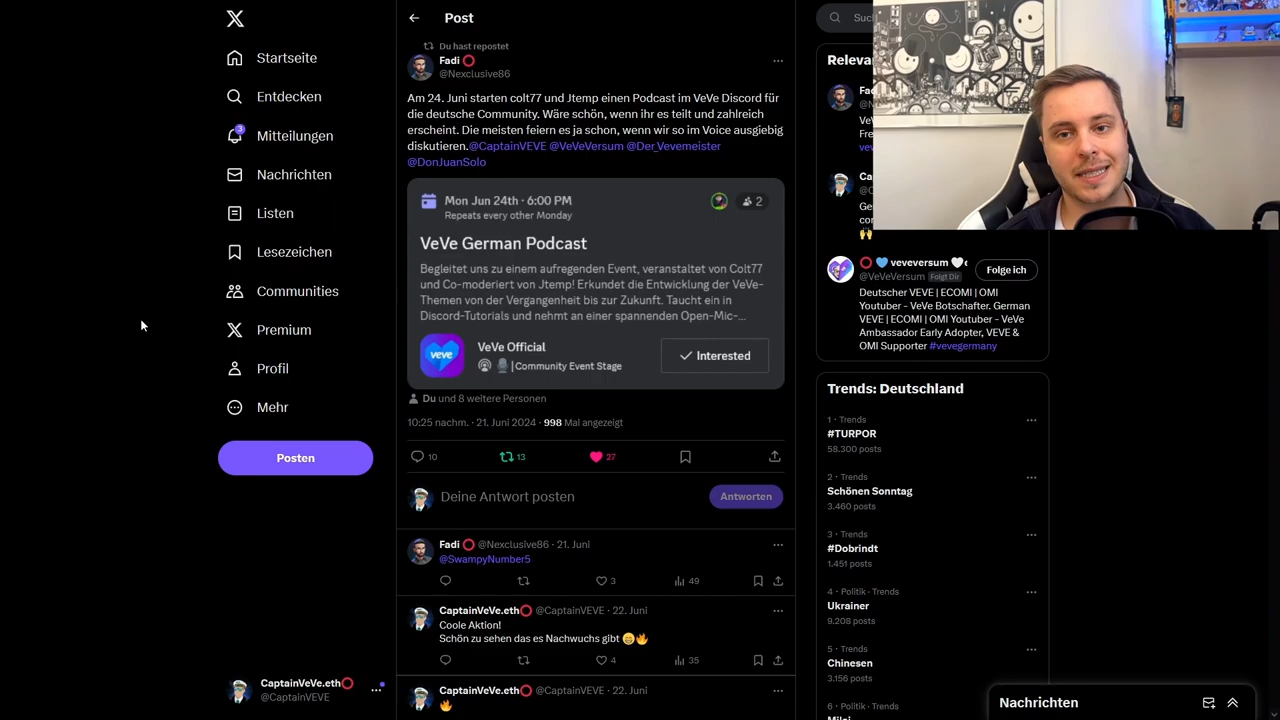 Startseite
Entdecken
3
Mitteilungen
Nachrichten
Listen
Lesezeichen
Communities
Premium
Profil
Mehr
Posten
CaptainVeVe.eth⭕
@CaptainVEVE
Post
Du hast repostet
Fadi ⭕
@Nexclusive86
Am 24. Juni starten colt77 und Jtemp einen Podcast im VeVe Discord für
die deutsche Community. Wäre schön, wenn ihr es teilt und zahlreich
erscheint. Die meisten feiern es ja schon, wenn wir so im Voice ausgiebig
diskutieren.@CaptainVEVE @VeVeVersum @Der_Vevemeister
@DonJuanSolo
Mon Jun 24th · 6:00 PM
2
Repeats every other Monday
VeVe German Podcast
Begleitet uns zu einem aufregenden Event, veranstaltet von Colt77
und Co-moderiert von Jtemp! Erkundet die Entwicklung der VeVe-
Themen von der Vergangenheit bis zur Zukunft. Taucht ein in
Discord-Tutorials und nehmt an einer spannenden Open-Mic-...
veve
VeVe Official
🎙️|Community Event Stage
Interested
Du und 8 weitere Personen
10:25 nachm. · 21. Juni 2024 · 998 Mal angezeigt
10
13
27
Deine Antwort posten
Antworten
Fadi ⭕ @Nexclusive86 · 21. Juni
@SwampyNumber5
3
49
CaptainVeVe.eth⭕ @CaptainVEVE · 22. Juni
Coole Aktion!
Schön zu sehen das es Nachwuchs gibt 😁🔥
4
35
CaptainVeVe.eth⭕ @CaptainVEVE · 22. Juni
🔥
Suc
Releva
Fa
@N
VeV
Fre
vev
Ca
@C
Ge
cor
🙌
⭕ 💙 veveversum 🤍
@VeVeVersum Folgt Dir
Folge ich
Deutscher VEVE | ECOMI | OMI
Youtuber - VeVe Botschafter. German
VEVE | ECOMI | OMI Youtuber - VeVe
Ambassador Early Adopter, VEVE &
OMI Supporter #vevegermany
Trends: Deutschland
1 · Trends
#TURPOR
58.300 posts
2 · Trends
Schönen Sonntag
3.460 posts
3 · Trends
#Dobrindt
1.451 posts
4 · Politik · Trends
Ukrainer
9.208 posts
5 · Trends
Chinesen
3.156 posts
6 · Politik · Trends
Nachrichten